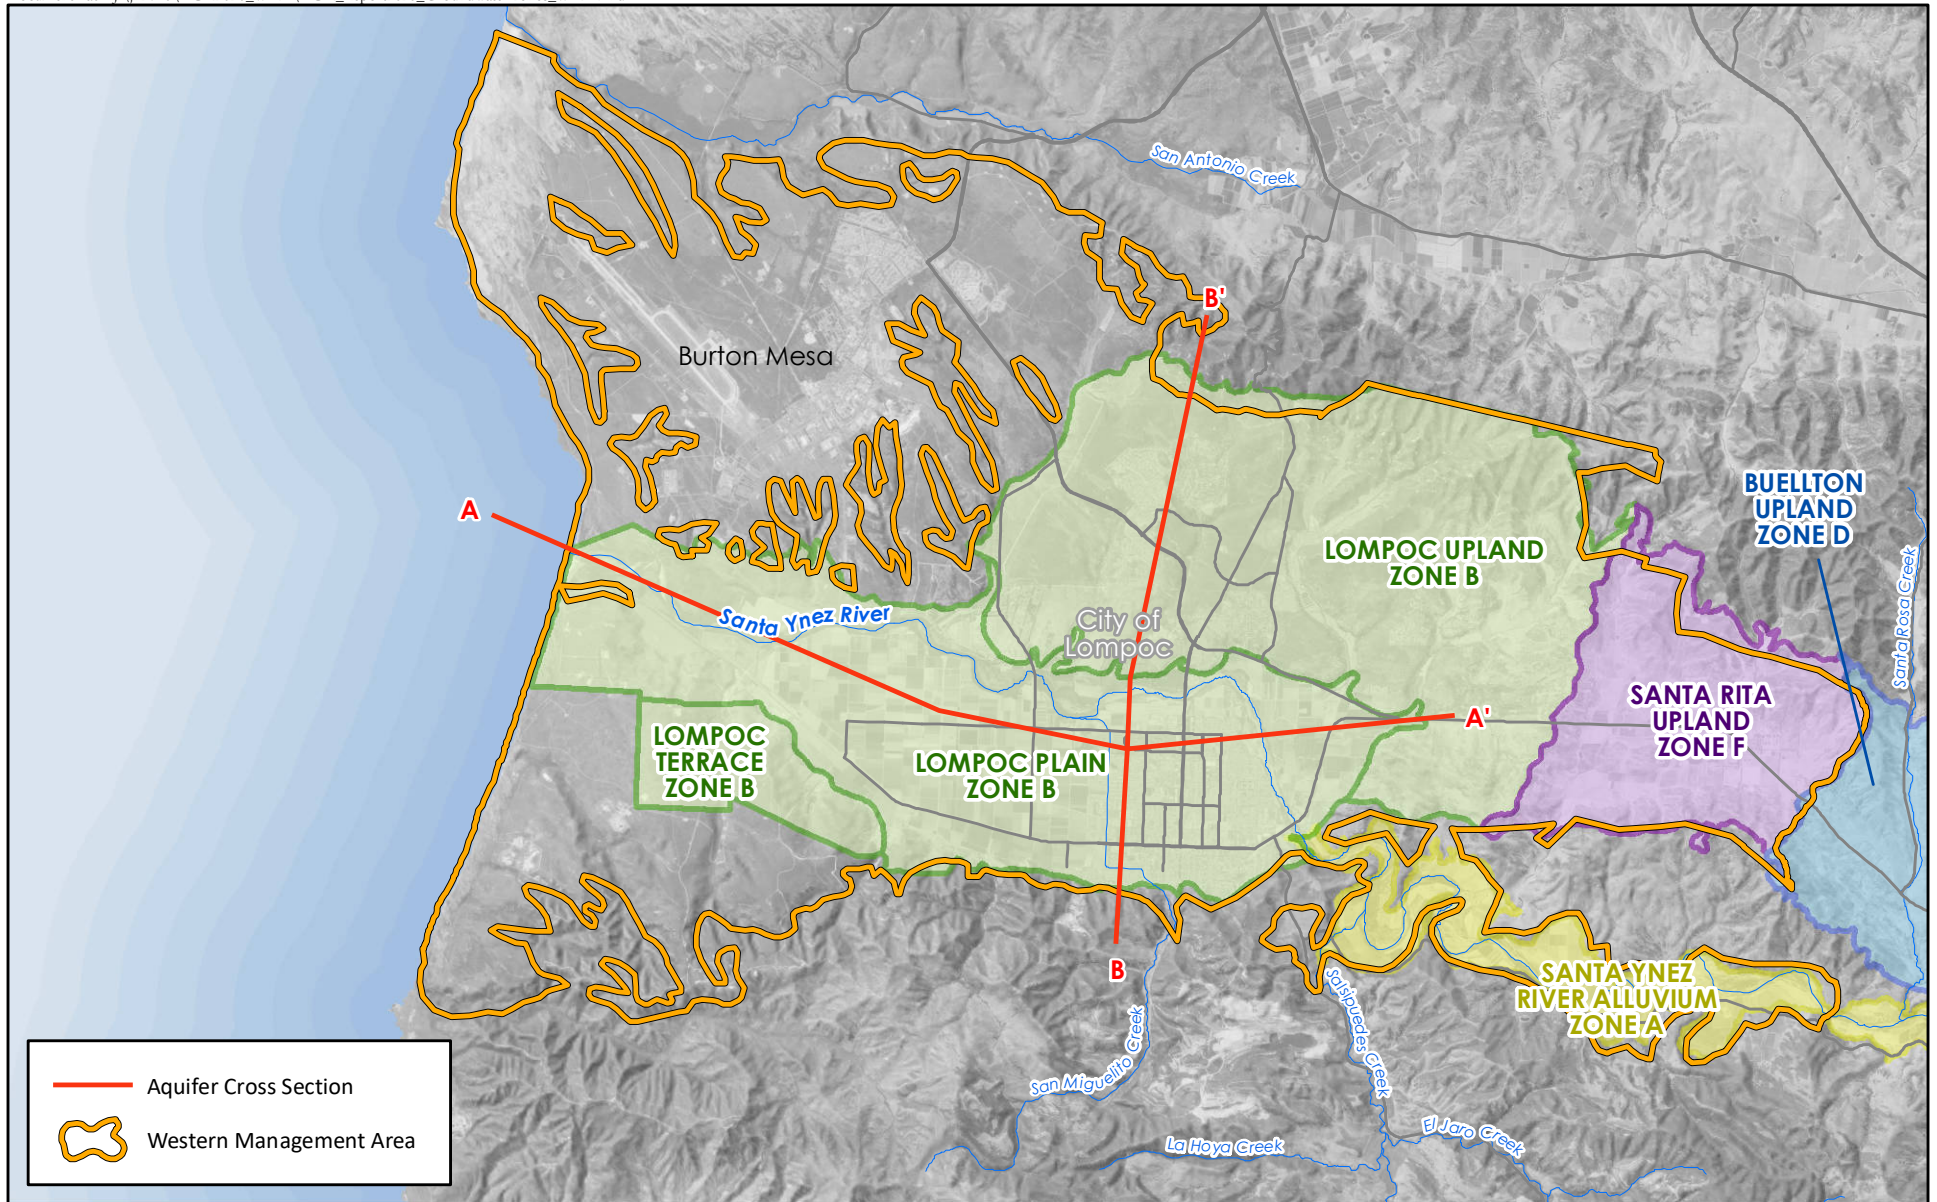 San Antonio Creek
B'
Burton Mesa
A
BUELLTON
UPLAND
ZONE D
LOMPOC UPLAND
ZONE B
Santa Rosa Creek
Santa Ynez River
City of
Lompoc
SANTA RITA
UPLAND
ZONE F
A'
LOMPOC
TERRACE
ZONE B
LOMPOC PLAIN
ZONE B
B
SANTA YNEZ
RIVER ALLUVIUM
ZONE A
Salsipuedes Creek
San Miguelito Creek
La Hoya Creek
El Jaro Creek
Aquifer Cross Section
Western Management Area